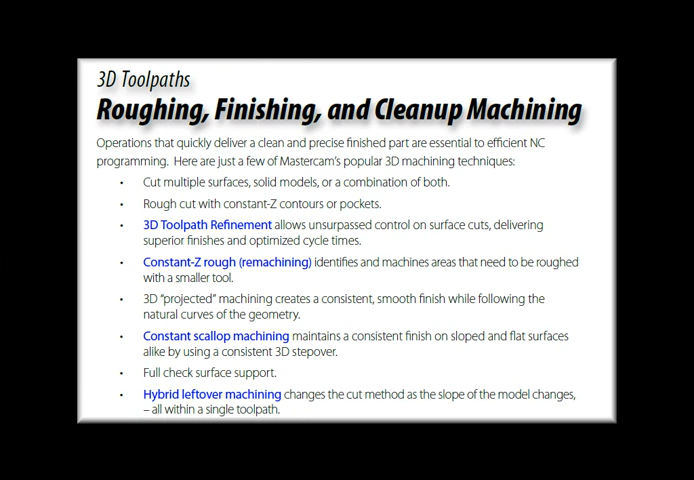 3D Toolpaths
Roughing, Finishing, and Cleanup Machining
Operations that quickly deliver a clean and precise finished part are essential to efficient NC
programming. Here are just a few of Mastercam's popular 3D machining techniques:
• Cut multiple surfaces, solid models, or a combination of both.
• Rough cut with constant-Z contours or pockets.
• 3D Toolpath Refinement allows unsurpassed control on surface cuts, delivering
superior finishes and optimized cycle times.
• Constant-Z rough (remachining) identifies and machines areas that need to be roughed
with a smaller tool.
• 3D “projected” machining creates a consistent, smooth finish while following the
natural curves of the geometry.
• Constant scallop machining maintains a consistent finish on sloped and flat surfaces
alike by using a consistent 3D stepover.
• Full check surface support.
• Hybrid leftover machining changes the cut method as the slope of the model changes,
– all within a single toolpath.